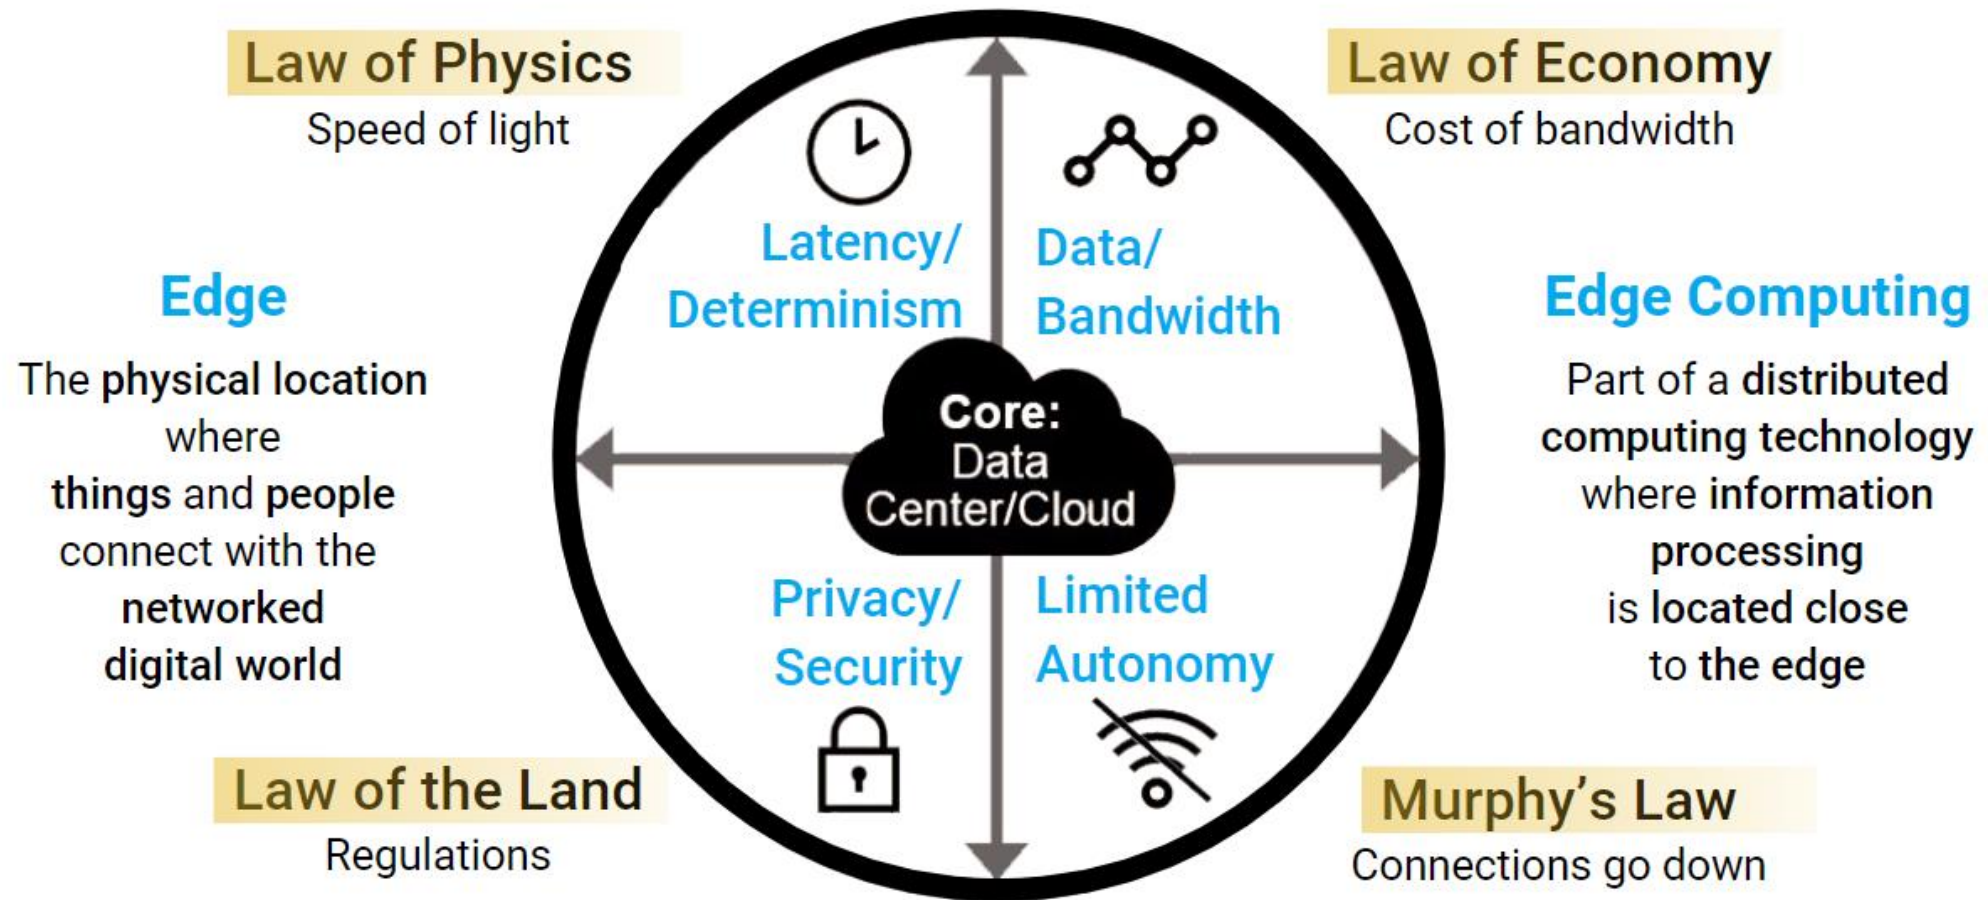 Law of Physics
Speed of light
Law of Economy
Cost of bandwidth
Latency/
Determinism
Data/
Bandwidth
Edge
The physical location
where
things and people
connect with the
networked
digital world
Core:
Data
Center/Cloud
Edge Computing
Part of a distributed
computing technology
where information
processing
is located close
to the edge
Privacy/
Security
Limited
Autonomy
Law of the Land
Regulations
Murphy’s Law
Connections go down